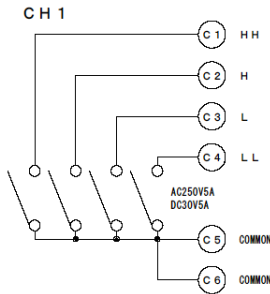 CH1
C1 HH
C2 H
C3 L
C4 LL
AC250V5A
DC30V5A
C5 COMMON
C6 COMMON